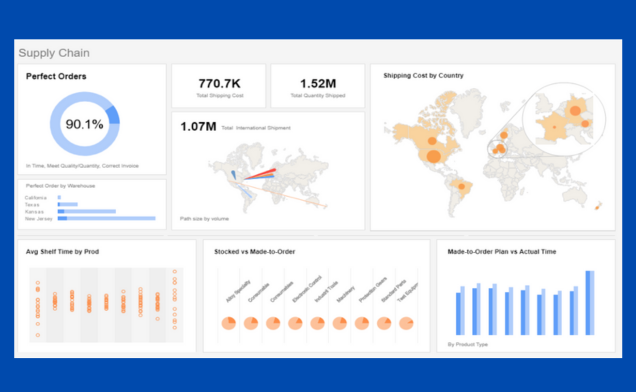 Supply Chain
Perfect Orders
90.1%
In Time, Meet Quality/Quantity, Correct Invoice
770.7K
Total Shipping Cost
1.52M
Total Quantity Shipped
Shipping Cost by Country
1.07M Total International Shipment
Path size by volume
Perfect Order by Warehouse
California
Texas
Kansas
New Jersey
Avg Shelf Time by Prod
Stocked vs Made-to-Order
Alloy Speciality
Consumable
Consumables
Electronic Control
Industril Tools
Machinery
Protection Gears
Standard Parts
Test Equipm
Made-to-Order Plan vs Actual Time
By Product Type